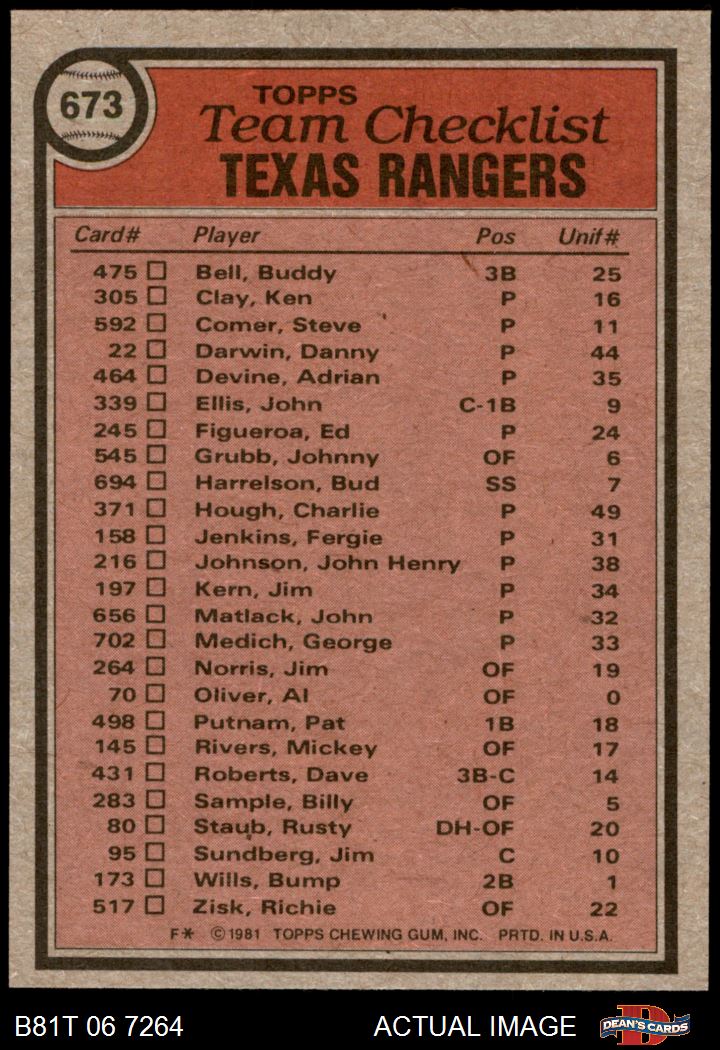 673
TOPPS
Team Checklist
TEXAS RANGERS
Card# Player Pos Unif#
475 Bell, Buddy 3B 25
305 Clay, Ken P 16
592 Comer, Steve P 11
22 Darwin, Danny P 44
464 Devine, Adrian P 35
339 Ellis, John C-1B 9
245 Figueroa, Ed P 24
545 Grubb, Johnny OF 6
694 Harrelson, Bud SS 7
371 Hough, Charlie P 49
158 Jenkins, Fergie P 31
216 Johnson, John Henry P 38
197 Kern, Jim P 34
656 Matlack, John P 32
702 Medich, George P 33
264 Norris, Jim OF 19
70 Oliver, Al OF 0
498 Putnam, Pat 1B 18
145 Rivers, Mickey OF 17
431 Roberts, Dave 3B-C 14
283 Sample, Billy OF 5
80 Staub, Rusty DH-OF 20
95 Sundberg, Jim C 10
173 Wills, Bump 2B 1
517 Zisk, Richie OF 22
F* ©1981 TOPPS CHEWING GUM, INC. PRTD. IN U.S.A.
B81T 06 7264 ACTUAL IMAGE D DEAN'S CARDS